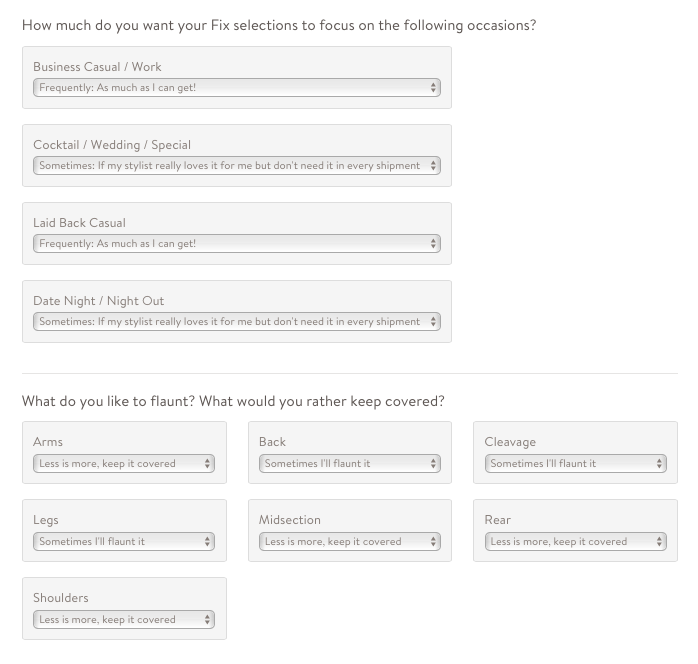 How much do you want your Fix selections to focus on the following occasions?
Business Casual / Work
Frequently: As much as I can get!
Cocktail / Wedding / Special
Sometimes: If my stylist really loves it for me but don't need it in every shipment
Laid Back Casual
Frequently: As much as I can get!
Date Night / Night Out
Sometimes: If my stylist really loves it for me but don't need it in every shipment
What do you like to flaunt? What would you rather keep covered?
Arms
Less is more, keep it covered
Back
Sometimes I'll flaunt it
Cleavage
Sometimes I'll flaunt it
Legs
Sometimes I'll flaunt it
Midsection
Less is more, keep it covered
Rear
Less is more, keep it covered
Shoulders
Less is more, keep it covered